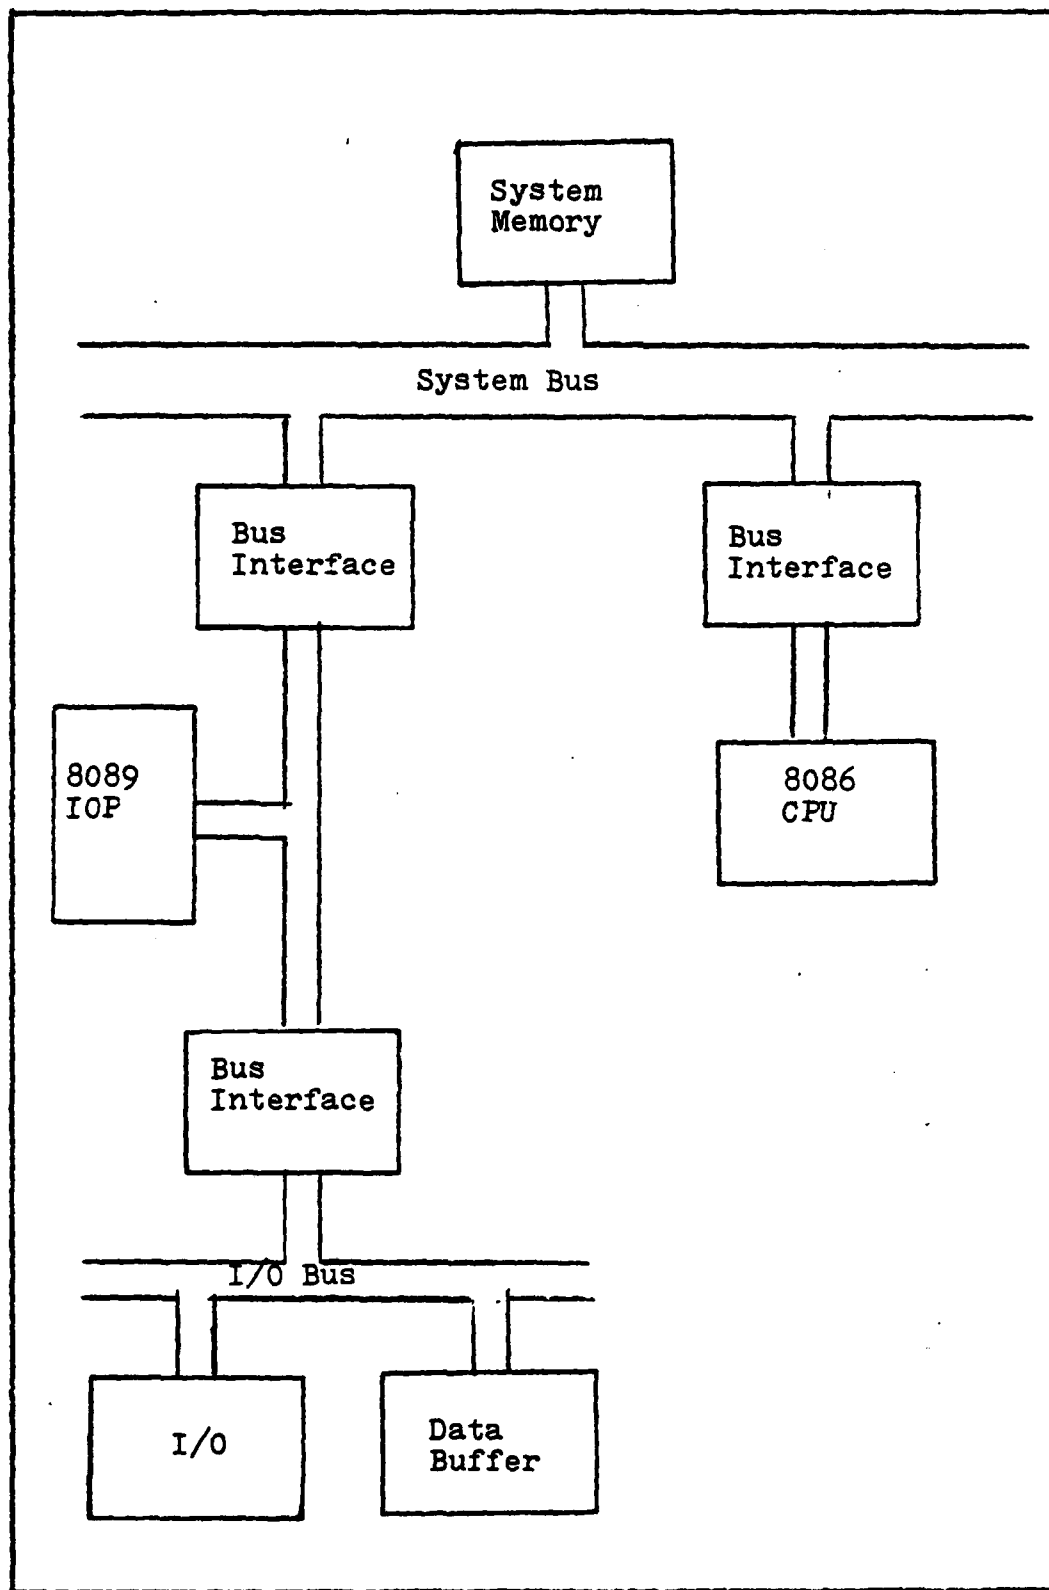 System
Memory
System Bus
Bus
Interface
Bus
Interface
8089
IOP
8086
CPU
Bus
Interface
I/O Bus
I/O
Data
Buffer